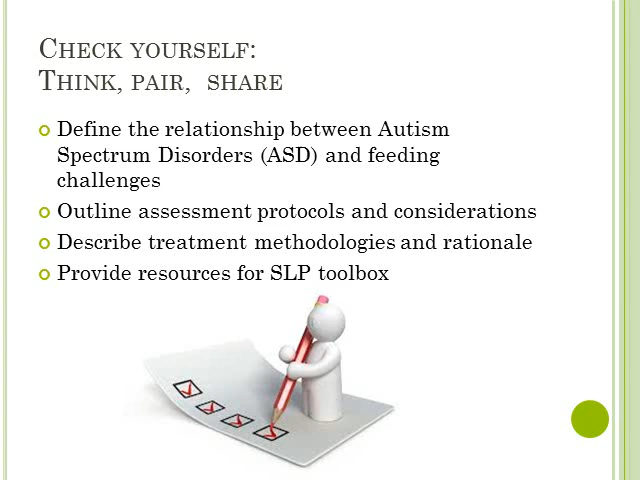 CHECK YOURSELF:
THINK, PAIR, SHARE
Define the relationship between Autism
Spectrum Disorders (ASD) and feeding
challenges
Outline assessment protocols and considerations
Describe treatment methodologies and rationale
Provide resources for SLP toolbox